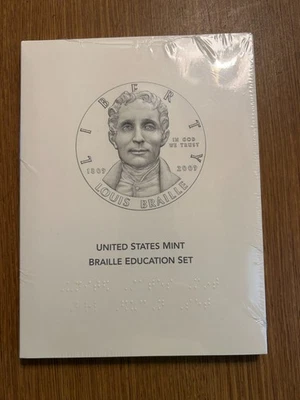 LIBERTY
IN GOD
WE TRUST
1809 2009
LOUIS BRAILLE
UNITED STATES MINT
BRAILLE EDUCATION SET